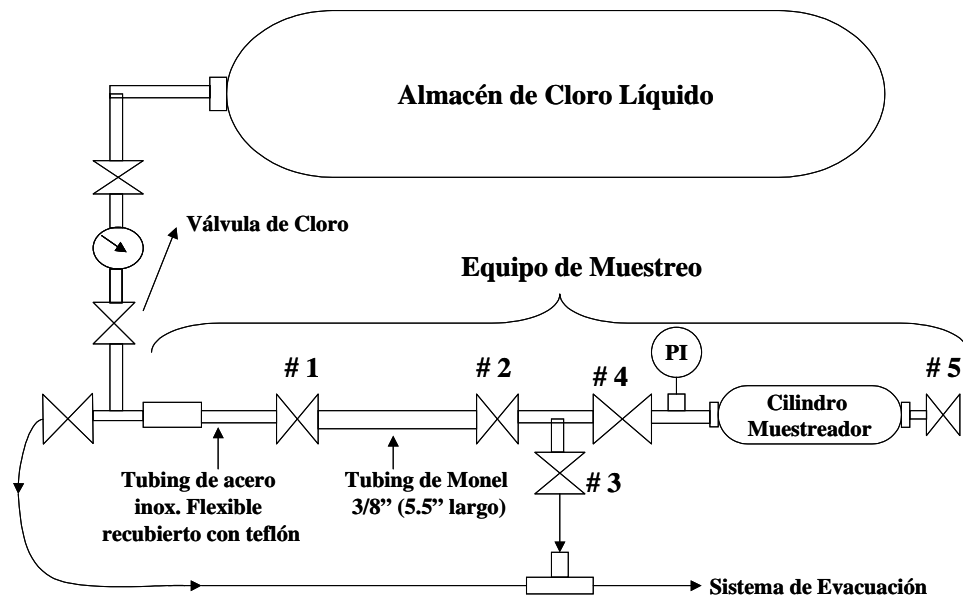 Almacén de Cloro Líquido
Válvula de Cloro
Equipo de Muestreo
PI
# 1
# 2
# 4
# 5
Cilindro
Muestreador
Tubing de acero
inox. Flexible
recubierto con teflón
Tubing de Monel
3/8” (5.5” largo)
# 3
Sistema de Evacuación